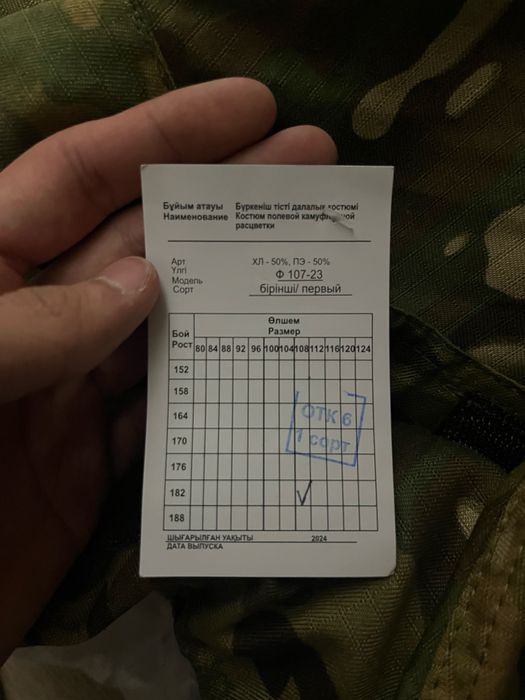 Бұйым атауы Бүркеніш тісті далалық костюмі
Наименование Костюм полевой расцветки
Арт ХЛ - 50%, ПЭ - 50%
Үлгі Ф 107-23
Модель
Сорт бірінші/ первый
Бой Рост
Өлшем
Размер
80 84 88 92 96 100 104 108 112 116 120 124
152
158
164
170
176
182
188
ОТК 6
1 сорт
ШЫҒАРЫЛҒАН УАҚЫТЫ 2024
ДАТА ВЫПУСКА